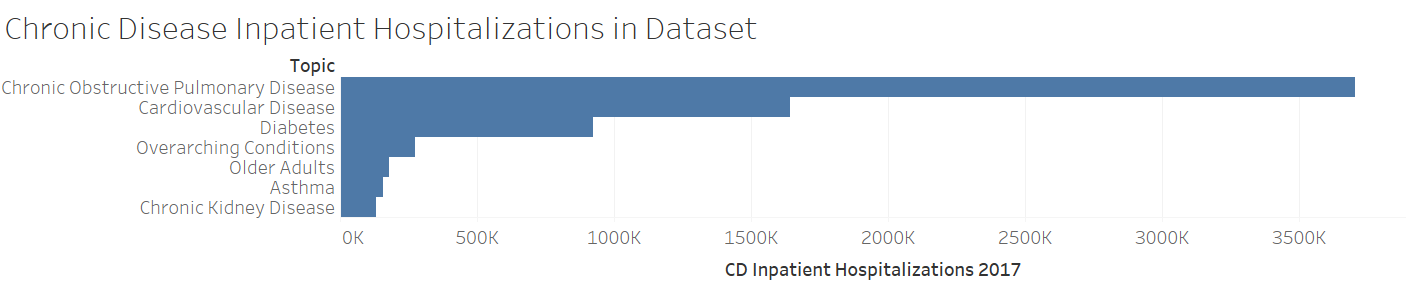 Chronic Disease Inpatient Hospitalizations in Dataset
Topic
Chronic Obstructive Pulmonary Disease
Cardiovascular Disease
Diabetes
Overarching Conditions
Older Adults
Asthma
Chronic Kidney Disease
0K 500K 1000K 1500K 2000K 2500K 3000K 3500K
CD Inpatient Hospitalizations 2017